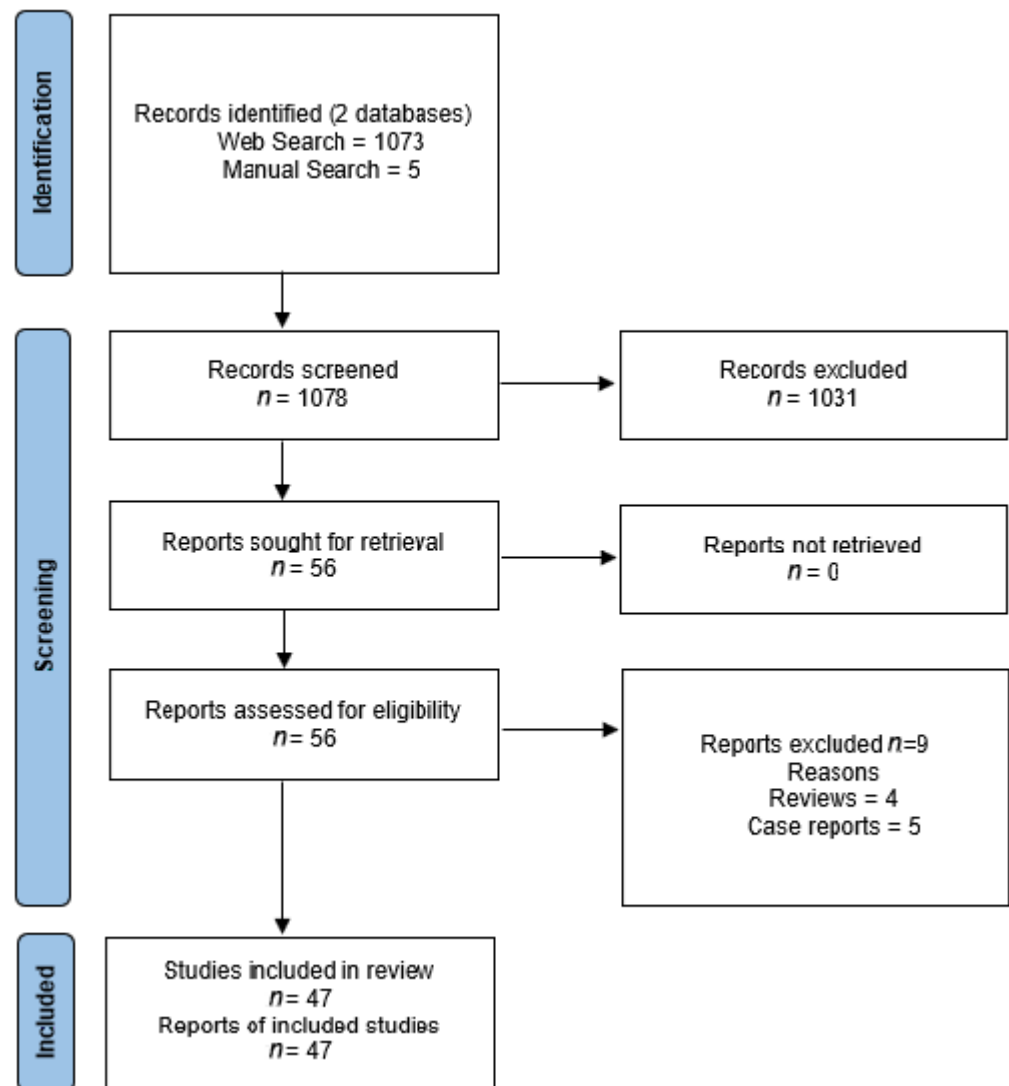 Identification
Records identified (2 databases)
Web Search = 1073
Manual Search = 5
Screening
Records screened
n = 1078
Records excluded
n = 1031
Reports sought for retrieval
n = 56
Reports not retrieved
n = 0
Reports assessed for eligibility
n = 56
Reports excluded n=9
Reasons
Reviews = 4
Case reports = 5
Included
Studies included in review
n = 47
Reports of included studies
n = 47